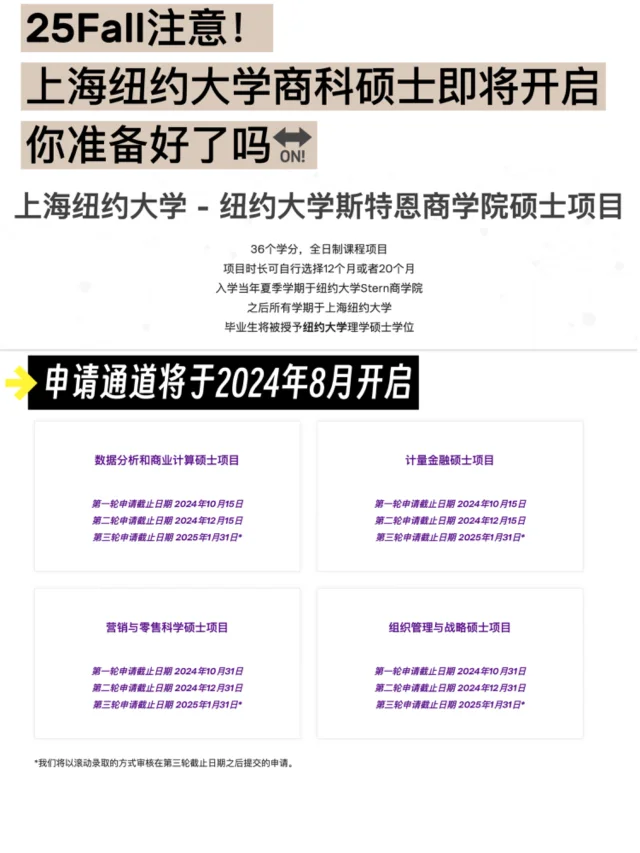 25Fall注意！
上海纽约大学商科硕士即将开启
你准备好了吗
ON!
上海纽约大学 - 纽约大学斯特恩商学院硕士项目
36个学分，全日制课程项目
项目时长可自行选择12个月或者20个月
入学当年夏季学期于纽约大学Stern商学院
之后所有学期于上海纽约大学
毕业生将被授予纽约大学理学硕士学位
申请通道将于2024年8月开启
数据分析和商业计算硕士项目
第一轮申请截止日期 2024年10月15日
第二轮申请截止日期 2024年12月15日
第三轮申请截止日期 2025年1月31日*
计量金融硕士项目
第一轮申请截止日期 2024年10月15日
第二轮申请截止日期 2024年12月15日
第三轮申请截止日期 2025年1月31日*
营销与零售科学硕士项目
第一轮申请截止日期 2024年10月31日
第二轮申请截止日期 2024年12月31日
第三轮申请截止日期 2025年1月31日*
组织管理与战略硕士项目
第一轮申请截止日期 2024年10月31日
第二轮申请截止日期 2024年12月31日
第三轮申请截止日期 2025年1月31日*
*我们将以滚动录取的方式审核在第三轮截止日期之后提交的申请。